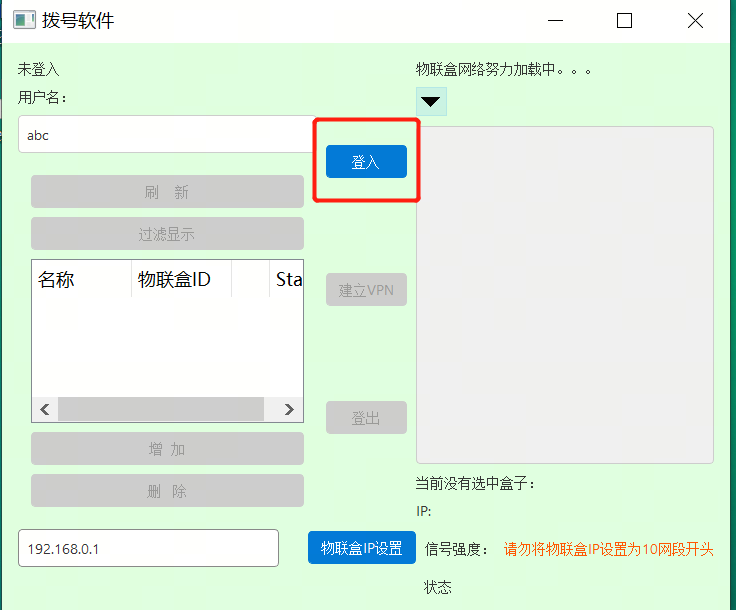 拨号软件
未登入
用户名：
abc
登入
刷 新
过滤显示
名称 物联盒ID Sta
建立VPN
登出
增 加
删 除
192.168.0.1
物联盒IP设置
物联盒网络努力加载中。。。
当前没有选中盒子：
IP:
信号强度： 请勿将物联盒IP设置为10网段开头
状态